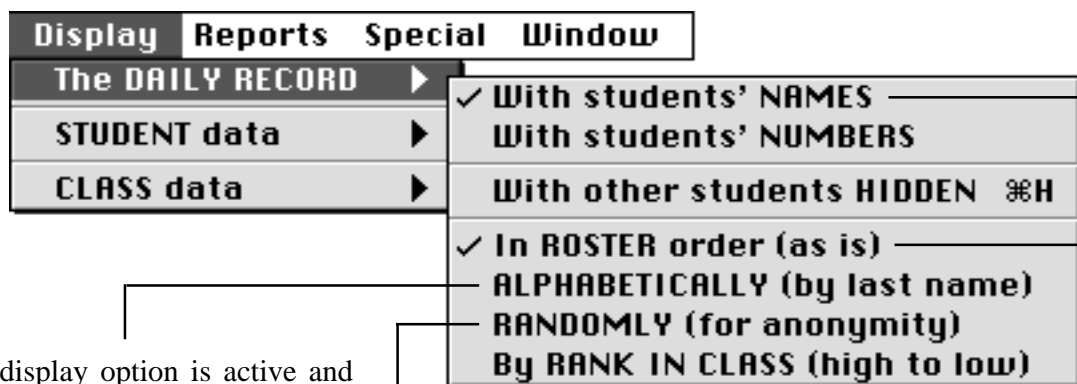 Display Reports Special Window
The DAILY RECORD ▶
STUDENT data ▶
CLASS data ▶
✓ With students’ NAMES
With students’ NUMBERS
With other students HIDDEN ⌘H
✓ In ROSTER order (as is)
ALPHABETICALLY (by last name)
RANDOMLY (for anonymity)
By RANK IN CLASS (high to low)
display option is active and